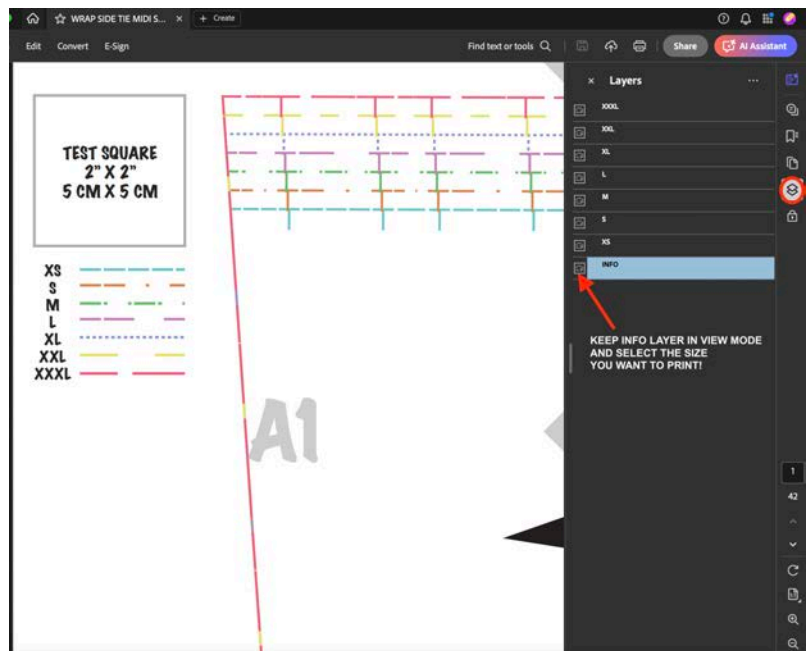 WRAP SIDE TIE MIDI S... × + Create
Edit Convert E-Sign Find text or tools Share AI Assistant
× Layers ...
XXXL
XXL
XL
L
M
S
XS
INFO
TEST SQUARE
2" X 2"
5 CM X 5 CM
XS
S
M
L
XL
XXL
XXXL
A1
KEEP INFO LAYER IN VIEW MODE
AND SELECT THE SIZE
YOU WANT TO PRINT!
1
42